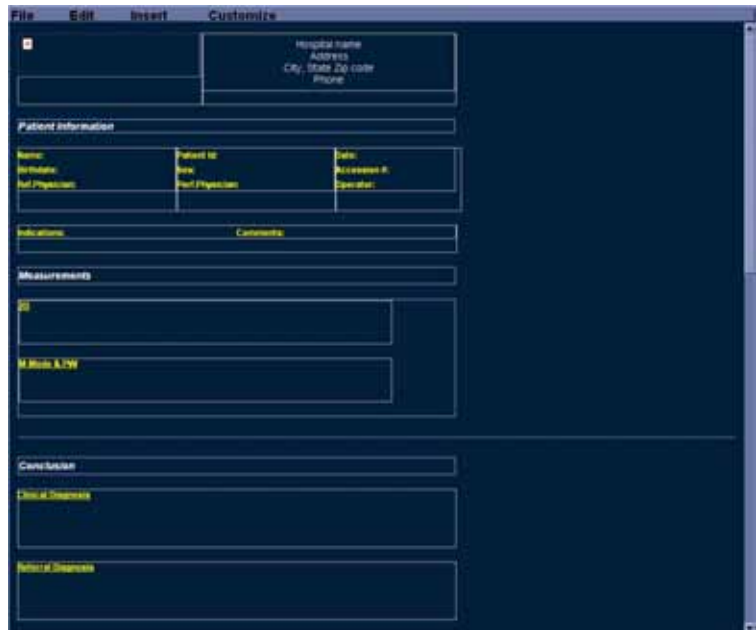 File Edit Insert Customize
Hospital name
Address
City, State Zip code
Phone
Patient Information
Name: Patient Id: Date:
Birthdate: Sex: Accession #:
Ref.Physician: Perf.Physician: Operator:
Indications: Comments:
Measurements
2D
M-Mode & PW
Conclusion
Clinical Diagnosis
Referral Diagnosis